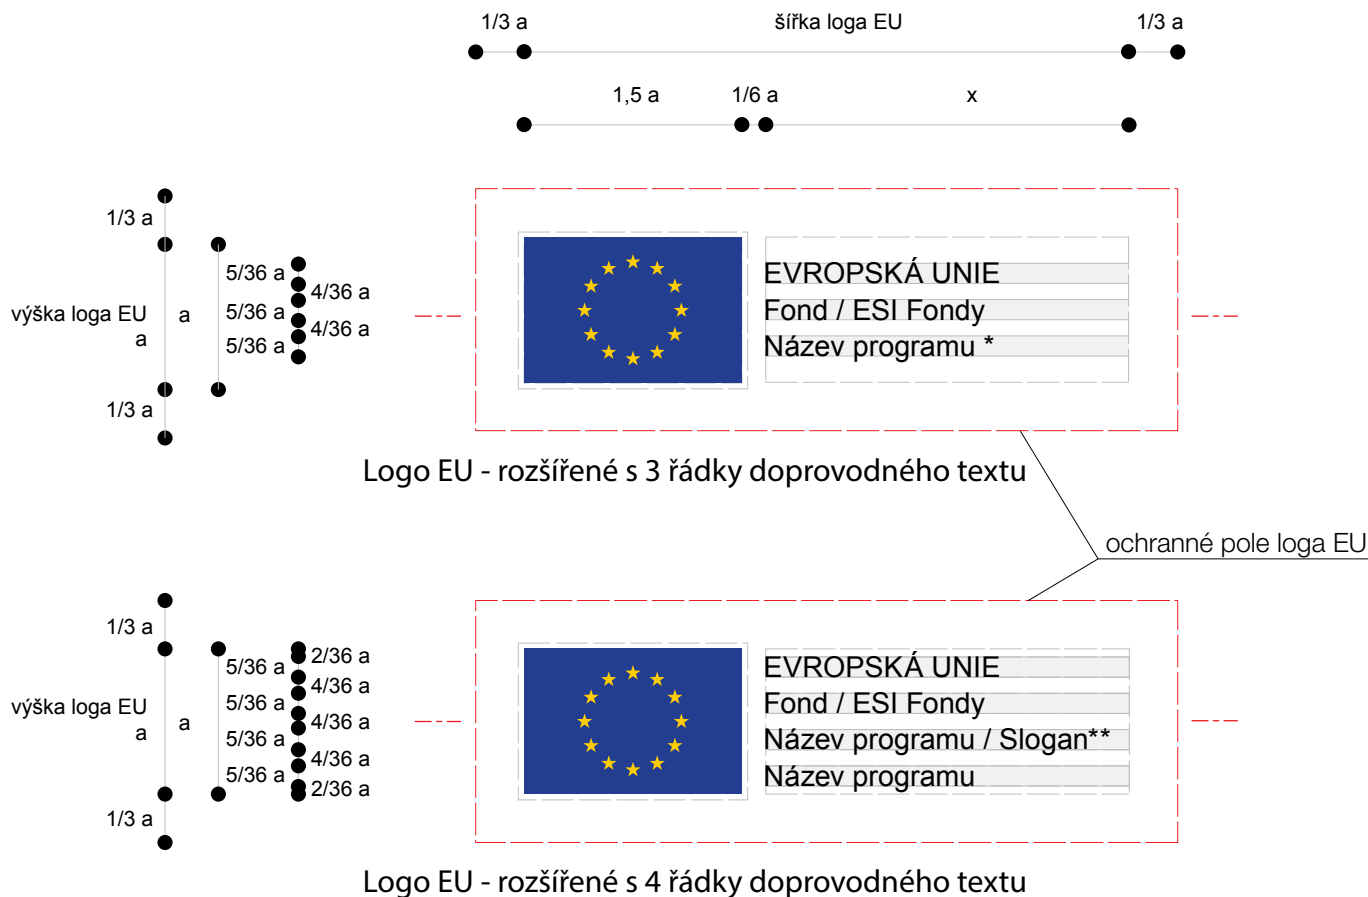 1/3 a
šířka loga EU
1/3 a
1,5 a
1/6 a
x
1/3 a
výška loga EU
a
1/3 a
a
5/36 a
5/36 a
5/36 a
4/36 a
4/36 a
EVROPSKÁ UNIE
Fond / ESI Fondy
Název programu *
Logo EU - rozšířené s 3 řádky doprovodného textu
ochranné pole loga EU
1/3 a
výška loga EU
a
1/3 a
a
5/36 a
5/36 a
5/36 a
5/36 a
2/36 a
4/36 a
4/36 a
4/36 a
2/36 a
EVROPSKÁ UNIE
Fond / ESI Fondy
Název programu / Slogan**
Název programu
Logo EU - rozšířené s 4 řádky doprovodného textu